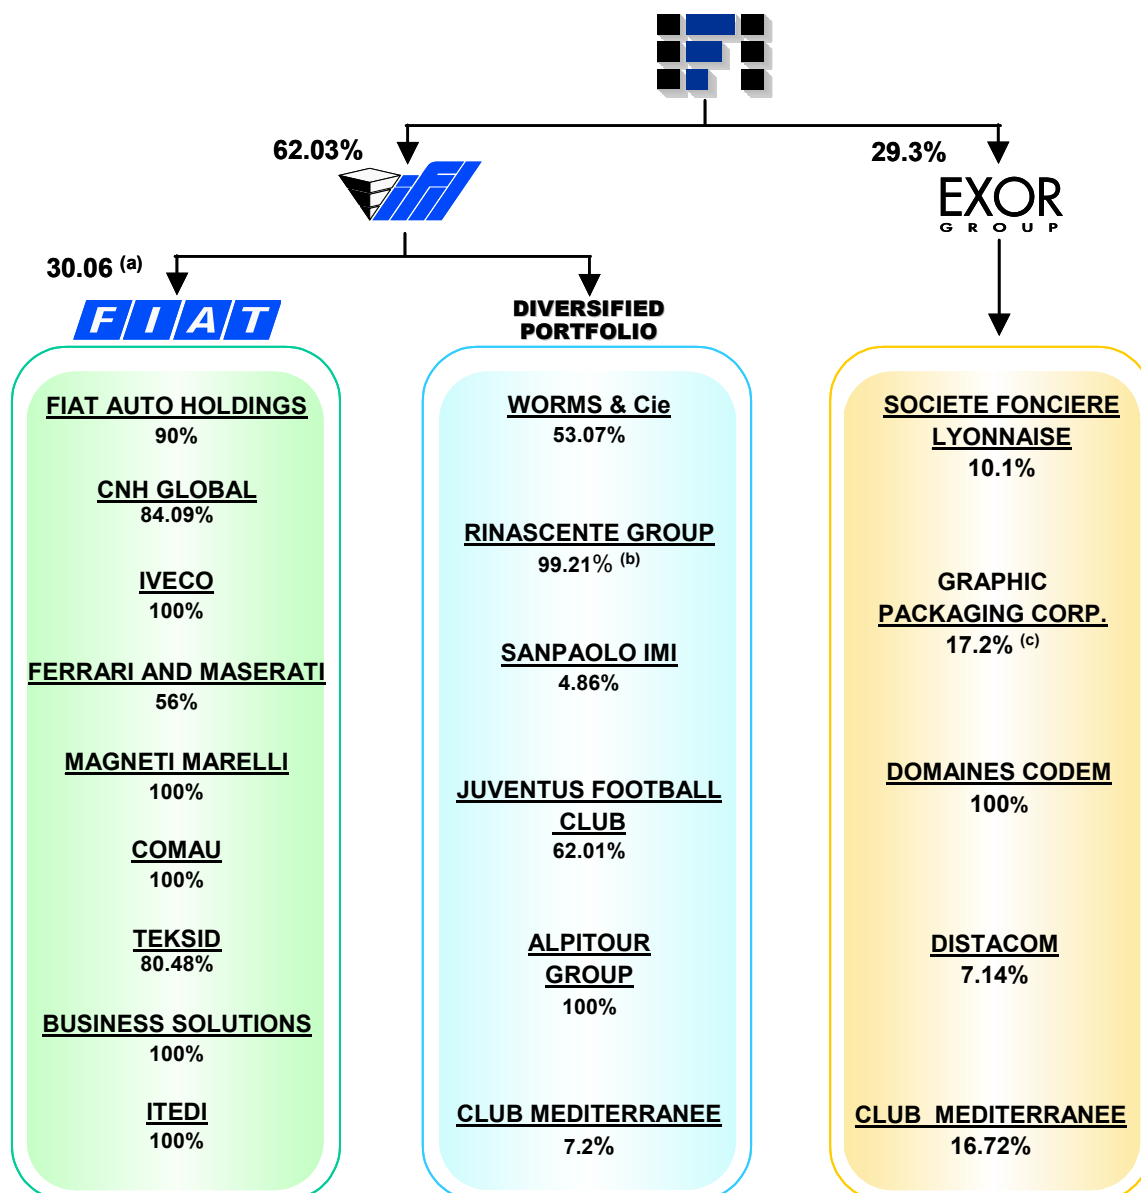 IFI
62.03%
29.3%
ifil
EXOR
GROUP
30.06 (a)
FIAT
DIVERSIFIED
PORTFOLIO
FIAT AUTO HOLDINGS
90%
CNH GLOBAL
84.09%
IVECO
100%
FERRARI AND MASERATI
56%
MAGNETI MARELLI
100%
COMAU
100%
TEKSID
80.48%
BUSINESS SOLUTIONS
100%
ITEDI
100%
WORMS & Cie
53.07%
RINASCENTE GROUP
99.21% (b)
SANPAOLO IMI
4.86%
JUVENTUS FOOTBALL
CLUB
62.01%
ALPITOUR
GROUP
100%
CLUB MEDITERRANEE
7.2%
SOCIETE FONCIERE
LYONNAISE
10.1%
GRAPHIC
PACKAGING CORP.
17.2% (c)
DOMAINES CODEM
100%
DISTACOM
7.14%
CLUB MEDITERRANEE
16.72%